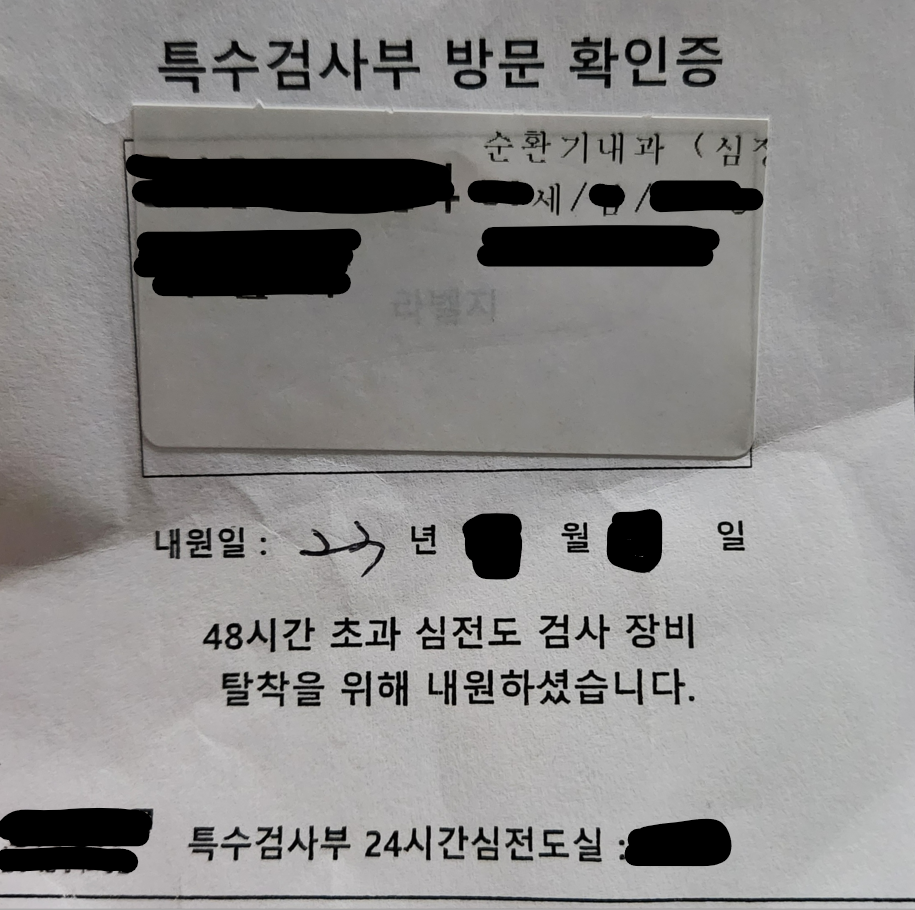 특수검사부 방문 확인증
순환기내과 (심장
세/
라벨지
내원일 : 23 년 월 일
48시간 초과 심전도 검사 장비
탈착을 위해 내원하셨습니다.
특수검사부 24시간심전도실 :